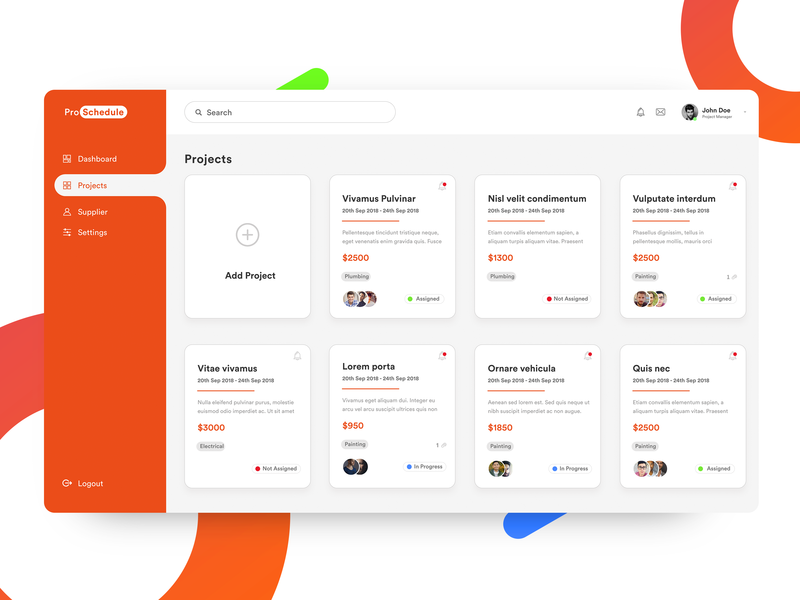 Pro Schedule
Search
John Doe
Project Manager
Dashboard
Projects
Supplier
Settings
Logout
Projects
Add Project
Vivamus Pulvinar
20th Sep 2018 - 24th Sep 2018
Pellentesque tincidunt tristique neque,
eget venenatis enim gravida quis. Fusce
$2500
Plumbing
Assigned
Nisl velit condimentum
20th Sep 2018 - 24th Sep 2018
Etiam convallis elementum sapien, a
aliquam turpis aliquam vitae. Praesent
$1300
Plumbing
Not Assigned
Vulputate interdum
20th Sep 2018 - 24th Sep 2018
Phasellus dignissim, tellus in
pellentesque mollis, mauris orci
$2500
Painting
1
Assigned
Vitae vivamus
20th Sep 2018 - 24th Sep 2018
Nulla eleifend pulvinar purus, molestie
euismod odio imperdiet ac. Ut sit amet
$3000
Electrical
Not Assigned
Lorem porta
20th Sep 2018 - 24th Sep 2018
Vivamus eget aliquam dui. Integer eu
arcu vel arcu suscipit ultrices quis non
$950
Painting
1
In Progress
Ornare vehicula
20th Sep 2018 - 24th Sep 2018
Aenean sed lorem est. Sed quis neque ut
nibh suscipit imperdiet ac non augue.
$1850
Painting
In Progress
Quis nec
20th Sep 2018 - 24th Sep 2018
Etiam convallis elementum sapien, a
aliquam turpis aliquam vitae. Praesent
$2500
Painting
Assigned